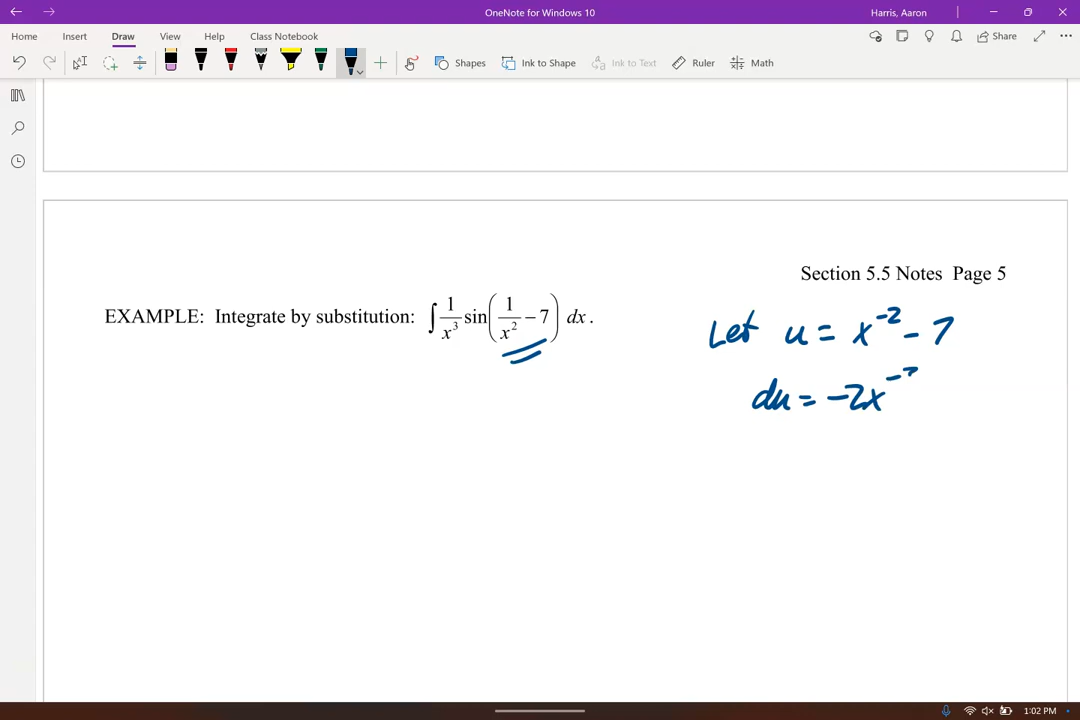 OneNote for Windows 10
Harris, Aaron
Home Insert Draw View Help Class Notebook
Share
Shapes Ink to Shape Ink to Text Ruler Math
Section 5.5 Notes Page 5
EXAMPLE: Integrate by substitution: ∫ 1/x³ sin(1/x² − 7) dx.
Let u = x⁻² − 7
du = −2x⁻
1:02 PM